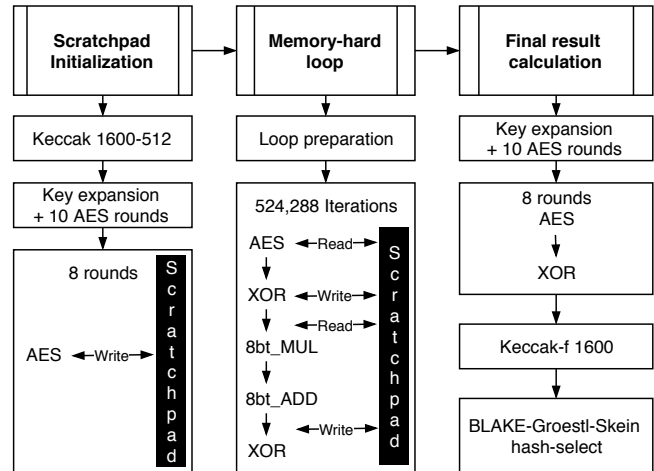 Scratchpad
Initialization
Keccak 1600-512
Key expansion
+ 10 AES rounds
8 rounds
AES
Write
Scratchpad
Memory-hard
loop
Loop preparation
524,288 Iterations
AES
Read
XOR
Write
Read
8bt_MUL
8bt_ADD
Write
XOR
Scratchpad
Final result
calculation
Key expansion
+ 10 AES rounds
8 rounds
AES
XOR
Keccak-f 1600
BLAKE-Groestl-Skein
hash-select